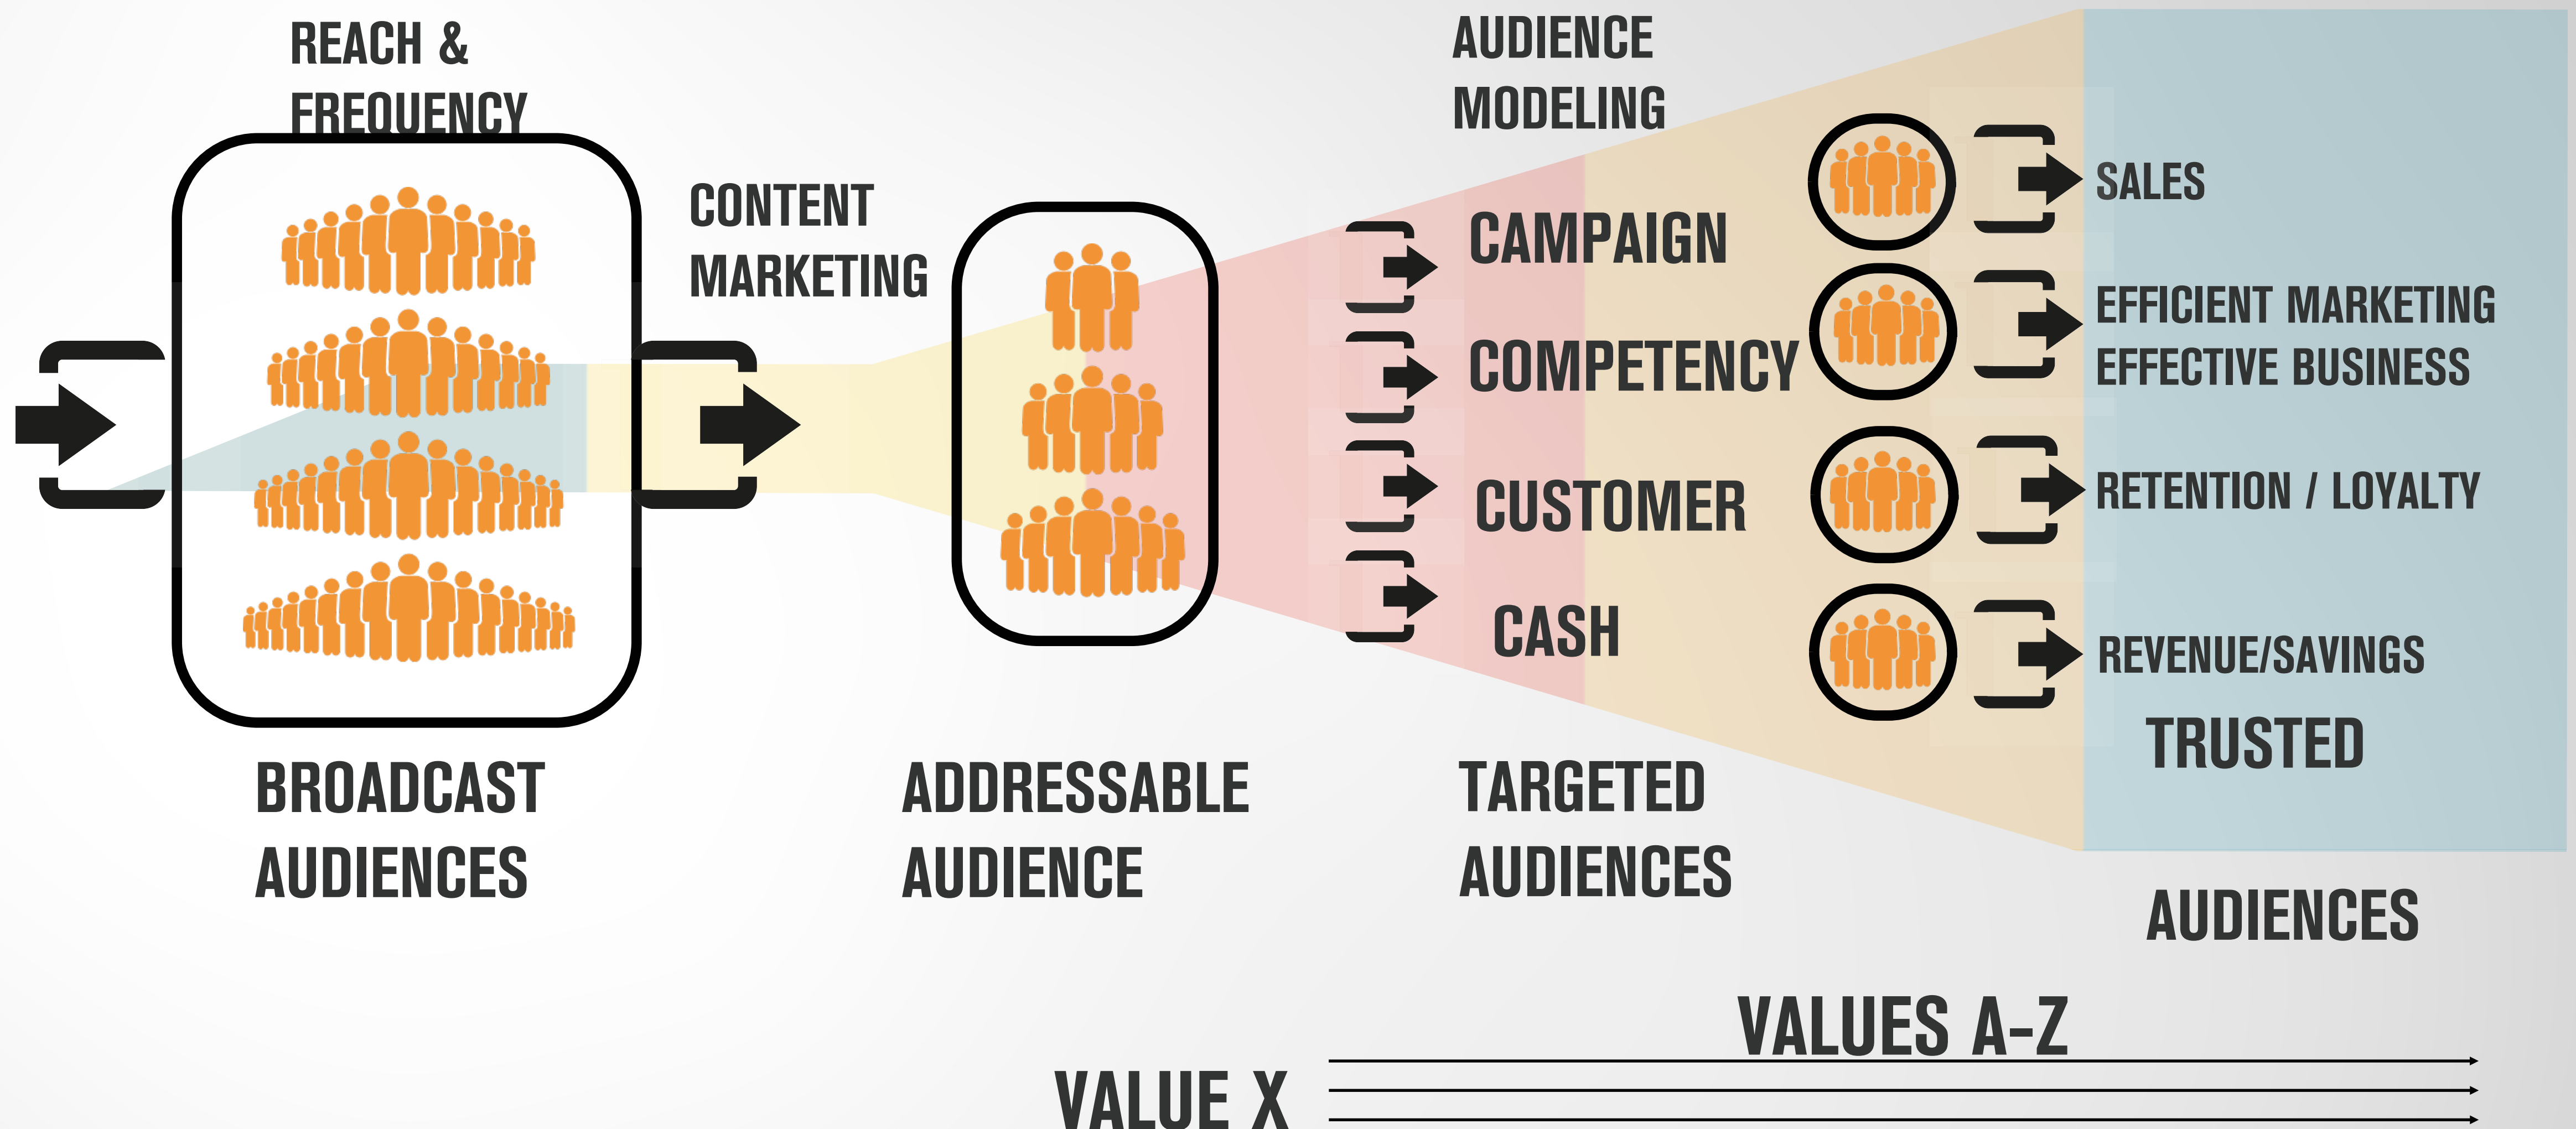 REACH &
FREQUENCY
CONTENT
MARKETING
AUDIENCE
MODELING
CAMPAIGN
COMPETENCY
CUSTOMER
CASH
SALES
EFFICIENT MARKETING
EFFECTIVE BUSINESS
RETENTION / LOYALTY
REVENUE/SAVINGS
BROADCAST
AUDIENCES
ADDRESSABLE
AUDIENCE
TARGETED
AUDIENCES
TRUSTED
AUDIENCES
VALUES A-Z
VALUE X